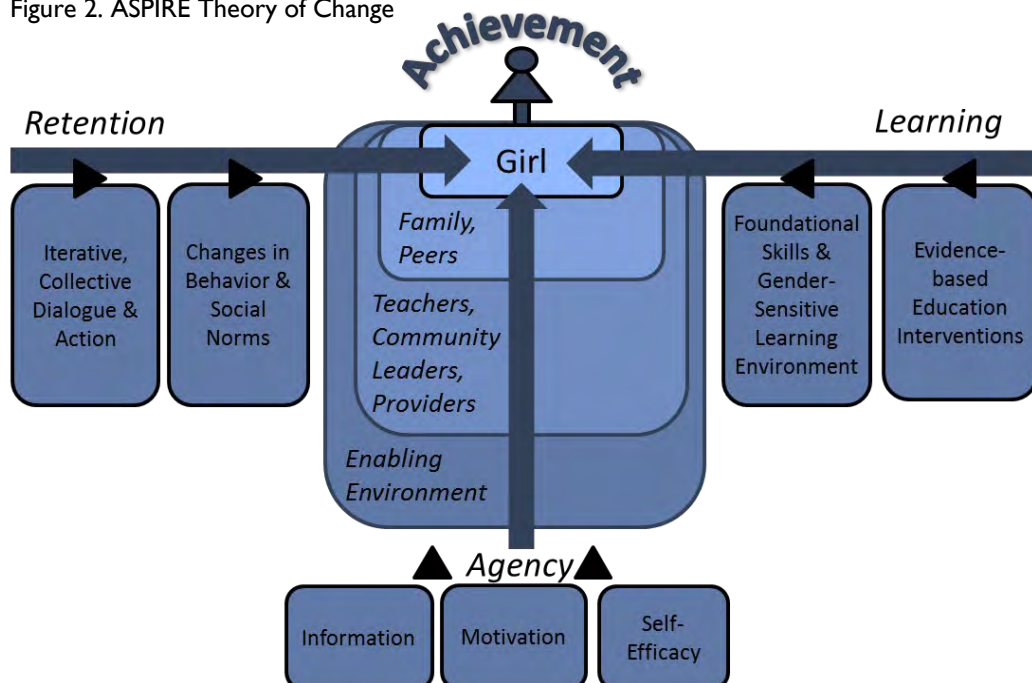 Figure 2. ASPIRE Theory of Change
Achievement
Retention
Learning
Girl
Family,
Peers
Teachers,
Community
Leaders,
Providers
Enabling
Environment
Iterative,
Collective
Dialogue &
Action
Changes in
Behavior &
Social
Norms
Foundational
Skills &
Gender-
Sensitive
Learning
Environment
Evidence-
based
Education
Interventions
Agency
Information
Motivation
Self-
Efficacy